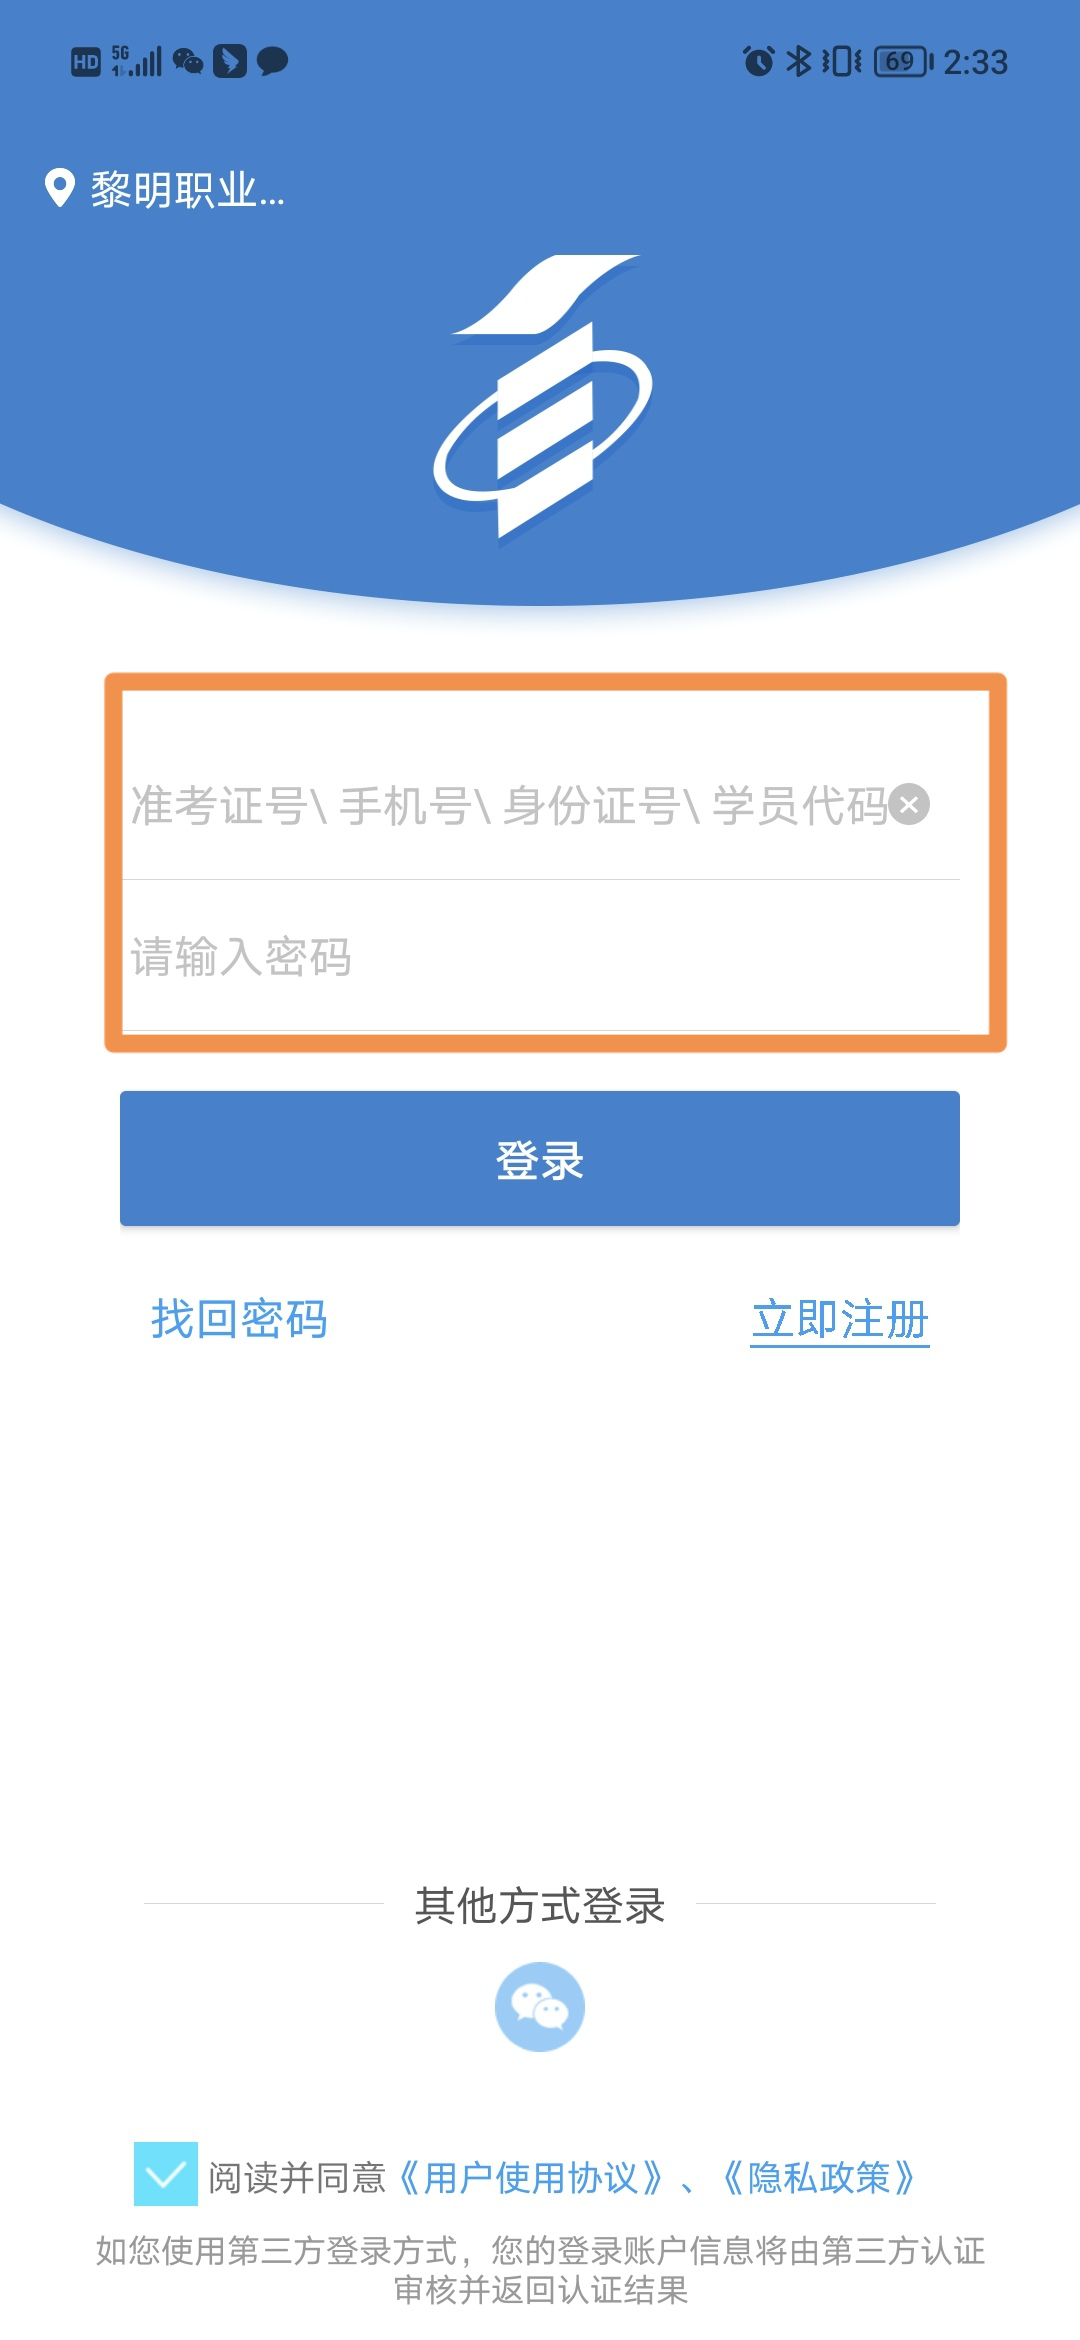 HD 5G 69 2:33
黎明职业...
准考证号\ 手机号\ 身份证号\ 学员代码
请输入密码
登录
找回密码 立即注册
其他方式登录
阅读并同意《用户使用协议》、《隐私政策》
如您使用第三方登录方式，您的登录账户信息将由第三方认证
审核并返回认证结果